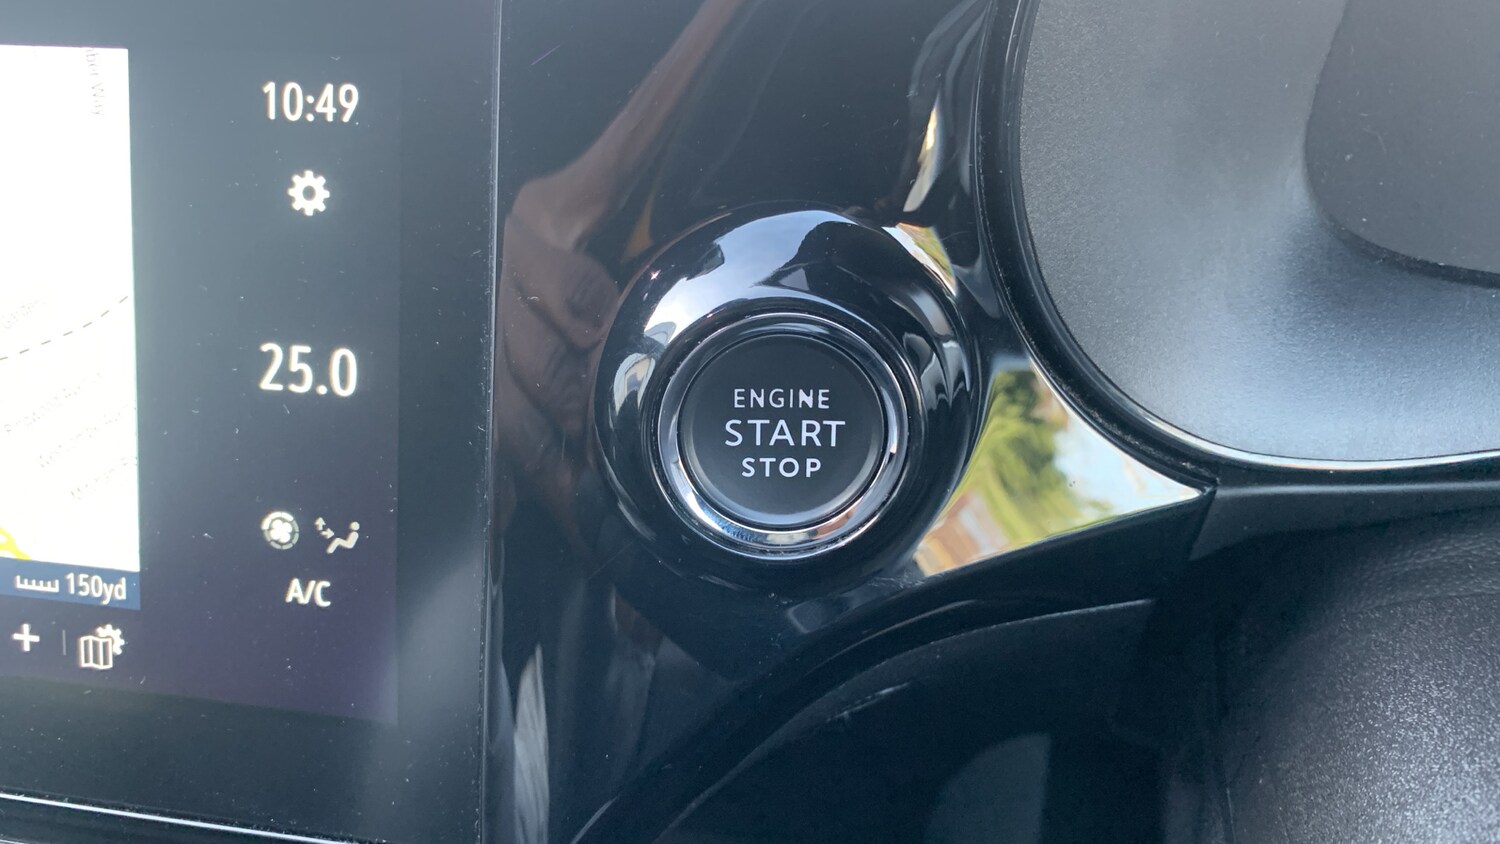 10:49
25.0
A/C
150yd
ENGINE
START
STOP